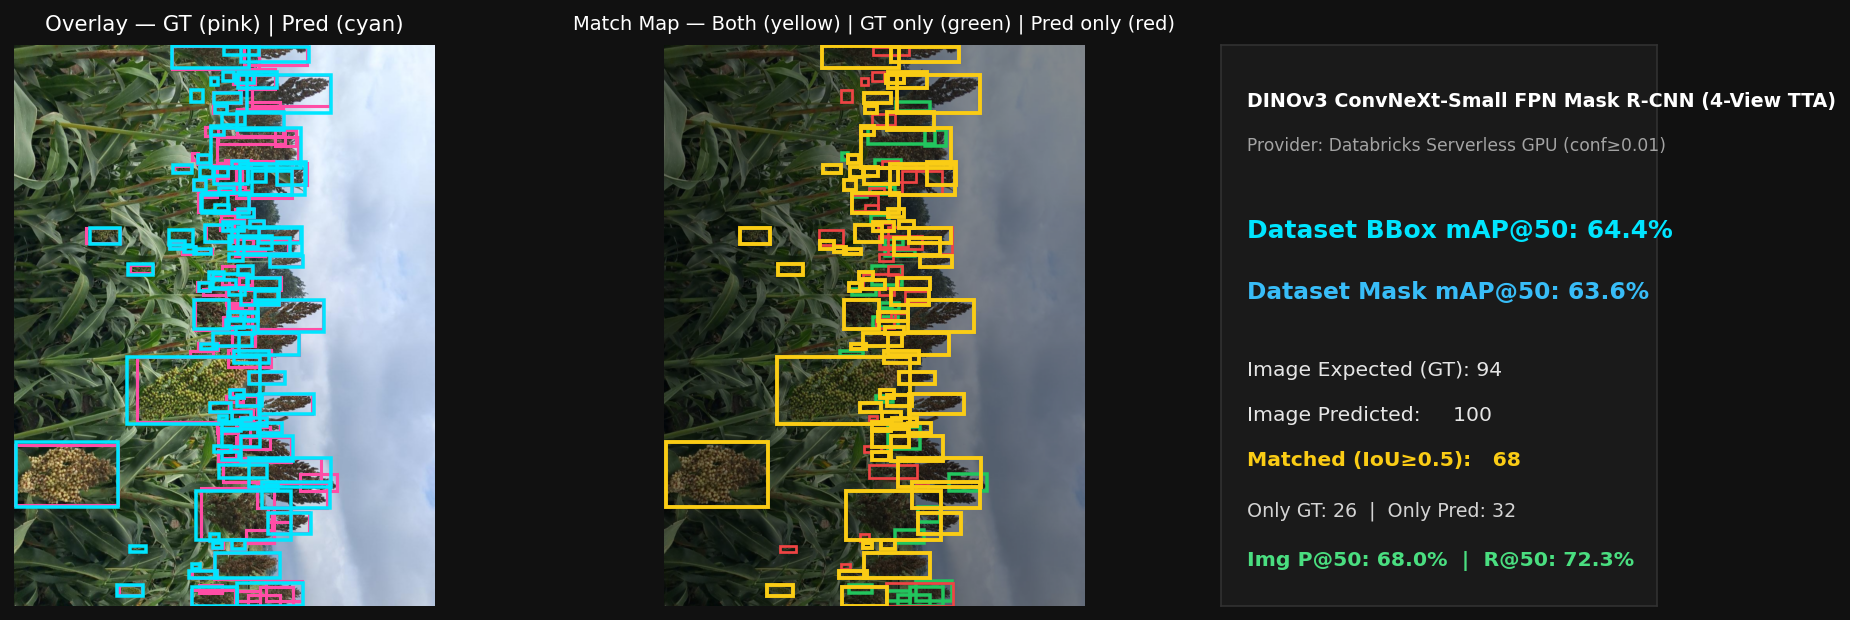 Overlay — GT (pink) | Pred (cyan)
Match Map — Both (yellow) | GT only (green) | Pred only (red)
DINOv3 ConvNeXt-Small FPN Mask R-CNN (4-View TTA)
Provider: Databricks Serverless GPU (conf≥0.01)
Dataset BBox mAP@50: 64.4%
Dataset Mask mAP@50: 63.6%
Image Expected (GT): 94
Image Predicted: 100
Matched (IoU≥0.5): 68
Only GT: 26 | Only Pred: 32
Img P@50: 68.0% | R@50: 72.3%